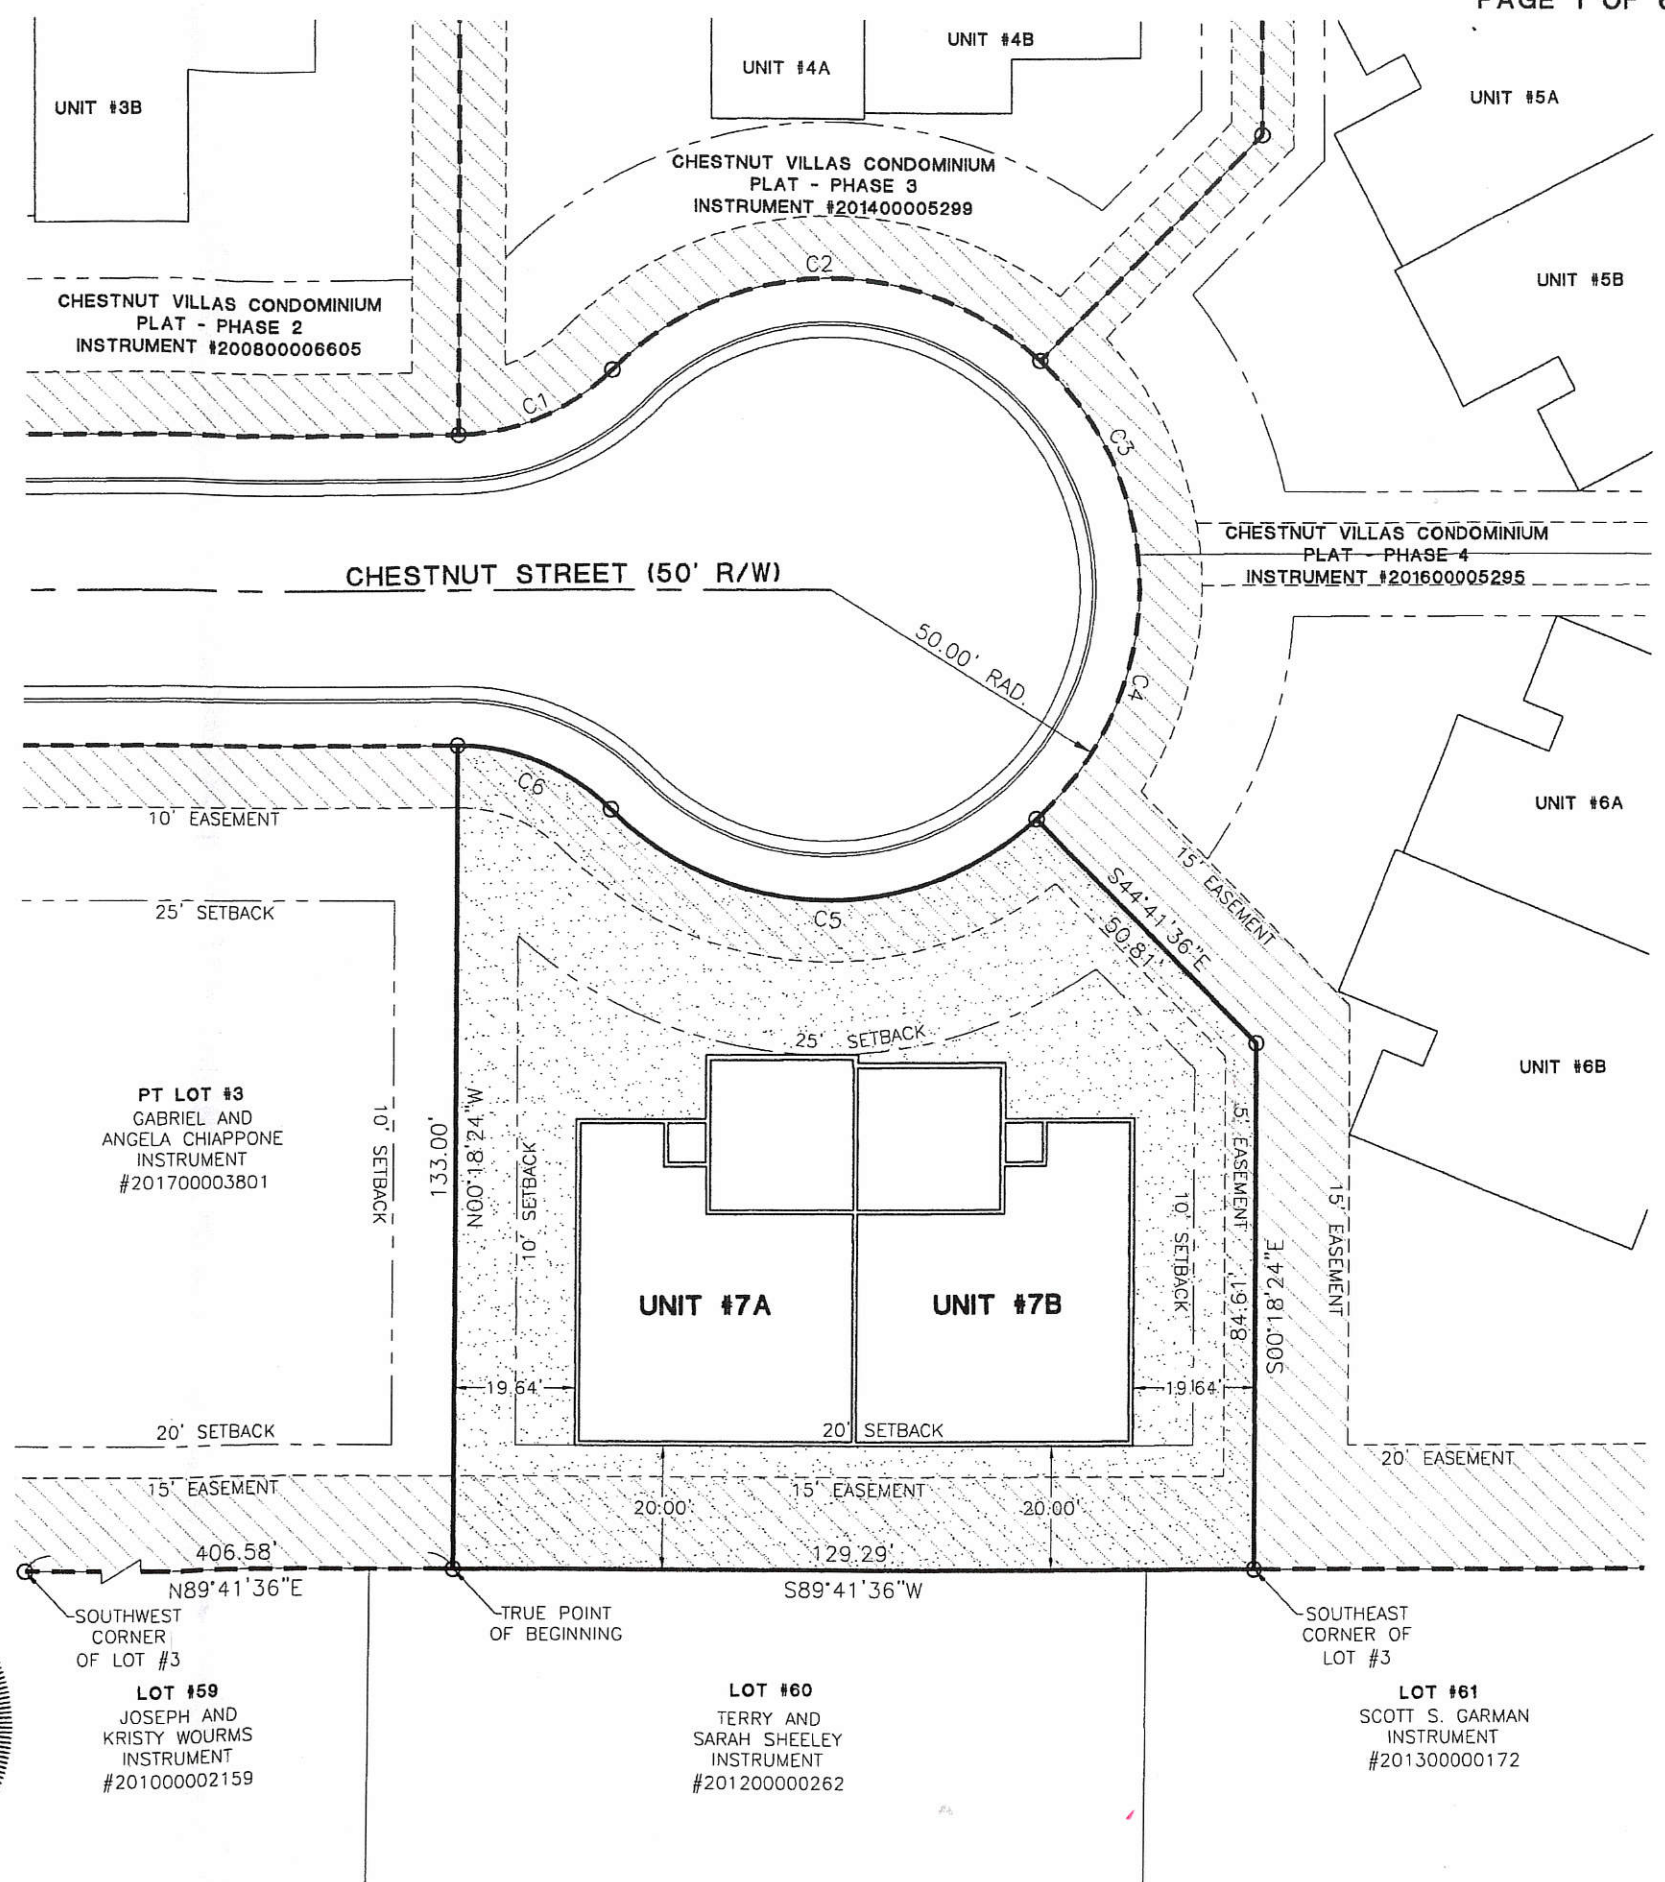 PAGE 1 OF 6
UNIT #3B
UNIT #4A
UNIT #4B
UNIT #5A
CHESTNUT VILLAS CONDOMINIUM
PLAT - PHASE 3
INSTRUMENT #201400005299
UNIT #5B
C2
CHESTNUT VILLAS CONDOMINIUM
PLAT - PHASE 2
INSTRUMENT #200800006605
C1
C3
CHESTNUT VILLAS CONDOMINIUM
PLAT - PHASE 4
INSTRUMENT #201600005295
CHESTNUT STREET (50' R/W)
50.00' RAD.
C4
C6
10' EASEMENT
UNIT #6A
25' SETBACK
C5
15' EASEMENT
S44°41'36"E
50.81'
25' SETBACK
UNIT #6B
PT LOT #3
GABRIEL AND
ANGELA CHIAPPONE
INSTRUMENT
#201700003801
10' SETBACK
133.00'
N00°18'24"W
10' SETBACK
10' SETBACK
5' EASEMENT
84.61'
S00°18'24"E
15' EASEMENT
UNIT #7A
UNIT #7B
19.64'
19.64'
20' SETBACK
20' SETBACK
20' EASEMENT
15' EASEMENT
15' EASEMENT
20.00'
20.00'
406.58'
129.29'
N89°41'36"E
S89°41'36"W
SOUTHWEST
CORNER
OF LOT #3
TRUE POINT
OF BEGINNING
SOUTHEAST
CORNER OF
LOT #3
LOT #59
JOSEPH AND
KRISTY WOURMS
INSTRUMENT
#201000002159
LOT #60
TERRY AND
SARAH SHEELEY
INSTRUMENT
#201200000262
LOT #61
SCOTT S. GARMAN
INSTRUMENT
#201300000172